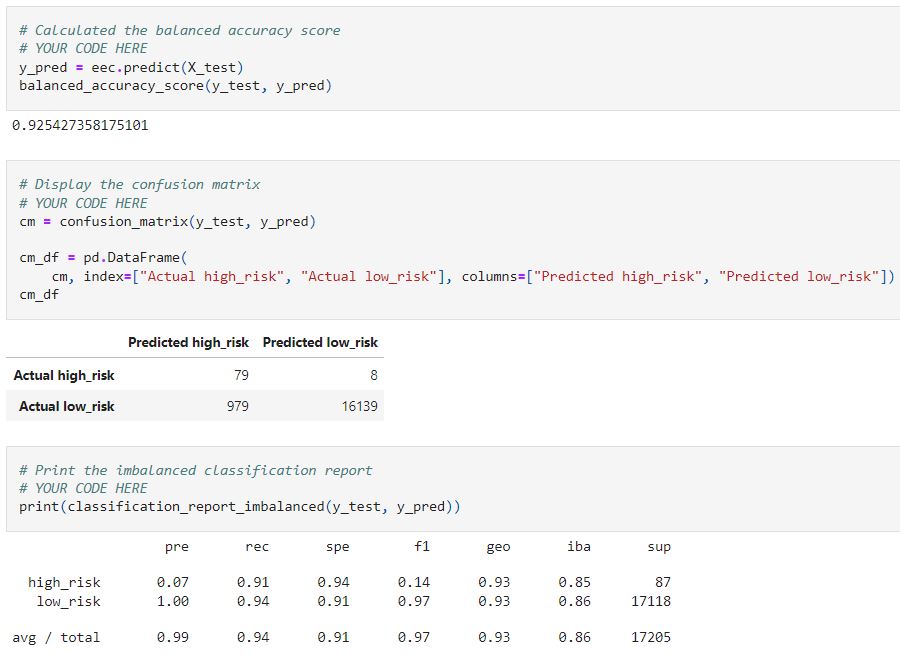 # Calculated the balanced accuracy score
# YOUR CODE HERE
y_pred = eec.predict(X_test)
balanced_accuracy_score(y_test, y_pred)
0.925427358175101
# Display the confusion matrix
# YOUR CODE HERE
cm = confusion_matrix(y_test, y_pred)
cm_df = pd.DataFrame(
cm, index=["Actual high_risk", "Actual low_risk"], columns=["Predicted high_risk", "Predicted low_risk"])
cm_df
Predicted high_risk Predicted low_risk
Actual high_risk 79 8
Actual low_risk 979 16139
# Print the imbalanced classification report
# YOUR CODE HERE
print(classification_report_imbalanced(y_test, y_pred))
pre rec spe f1 geo iba sup
high_risk 0.07 0.91 0.94 0.14 0.93 0.85 87
low_risk 1.00 0.94 0.91 0.97 0.93 0.86 17118
avg / total 0.99 0.94 0.91 0.97 0.93 0.86 17205